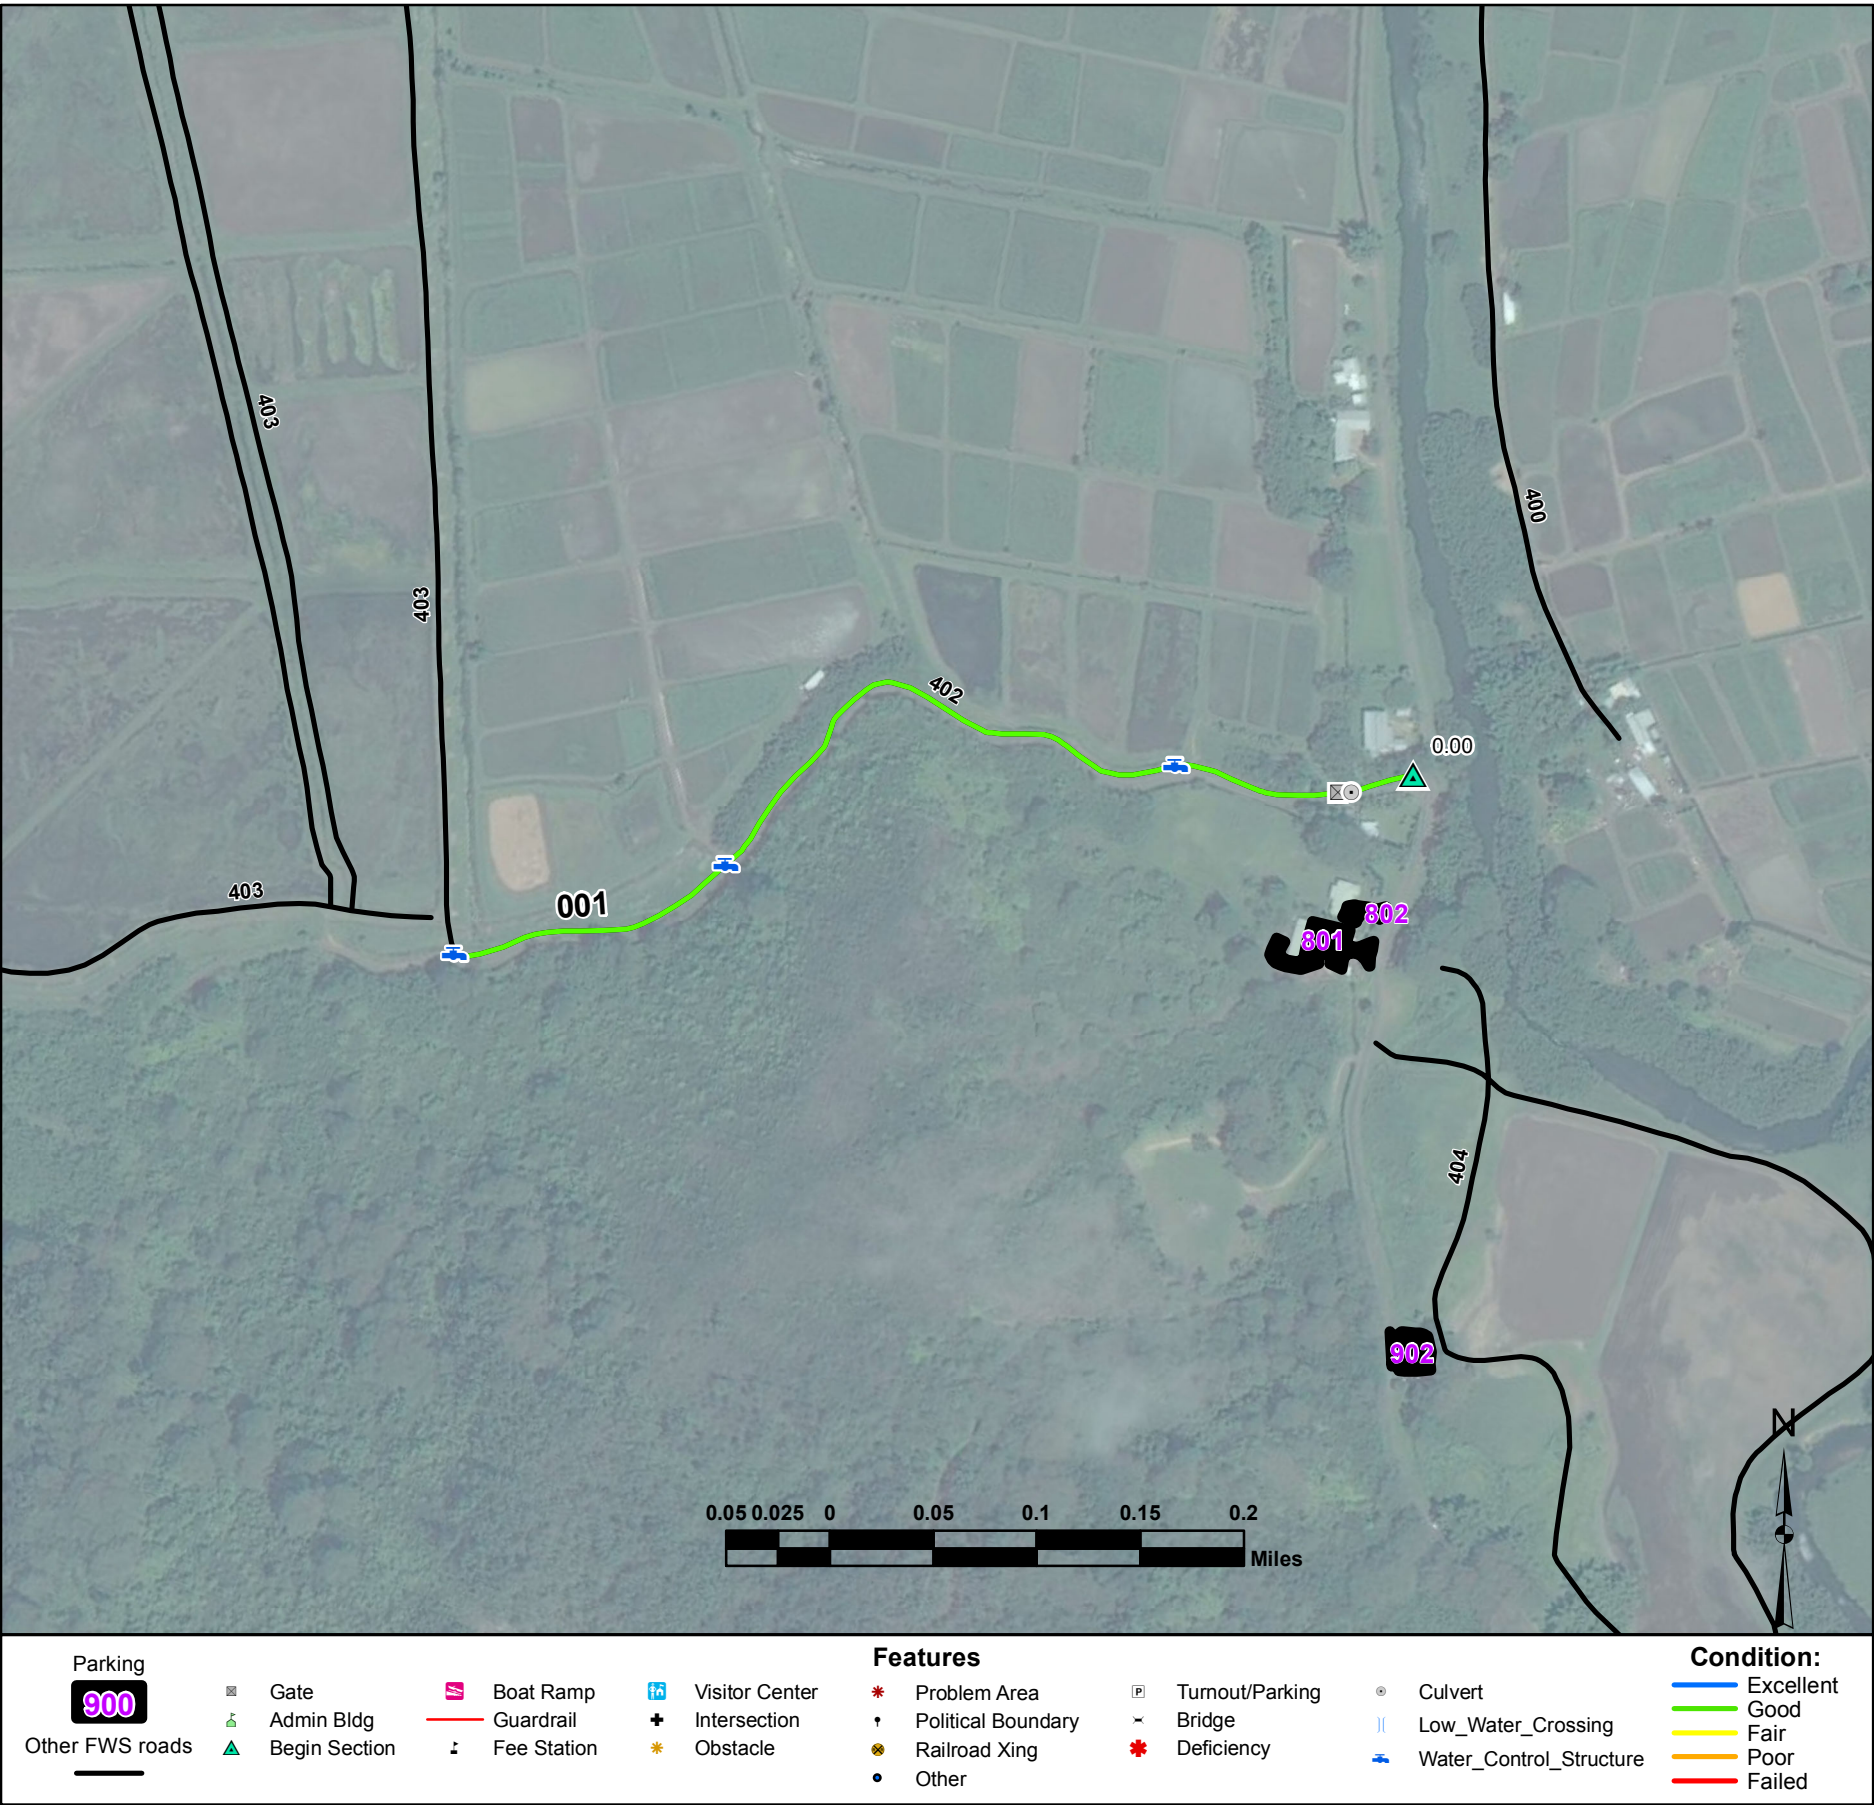 403
400
403
402
0.00
403
001
802
801
404
902
N
0.05 0.025 0 0.05 0.1 0.15 0.2
Miles
Parking
900
Other FWS roads
Gate
Admin Bldg
Begin Section
Boat Ramp
Guardrail
Fee Station
Visitor Center
Intersection
Obstacle
Features
Problem Area
Political Boundary
Railroad Xing
Other
P Turnout/Parking
Bridge
Deficiency
Culvert
Low_Water_Crossing
Water_Control_Structure
Condition:
Excellent
Good
Fair
Poor
Failed